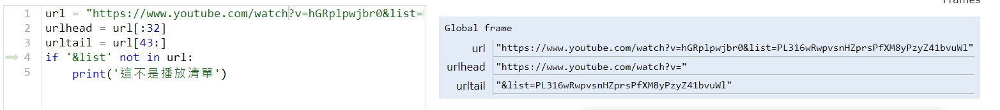 1 url = "https://www.youtube.com/watch?v=hGRplpwjbr0&list=
2 urlhead = url[:32]
3 urltail = url[43:]
4 if '&list' not in url:
5 print('這不是播放清單')
Frames
Global frame
url "https://www.youtube.com/watch?v=hGRplpwjbr0&list=PL316wRwpvsnHZprsPfXM8yPzyZ41bvuWl"
urlhead "https://www.youtube.com/watch?v="
urltail "&list=PL316wRwpvsnHZprsPfXM8yPzyZ41bvuWl"